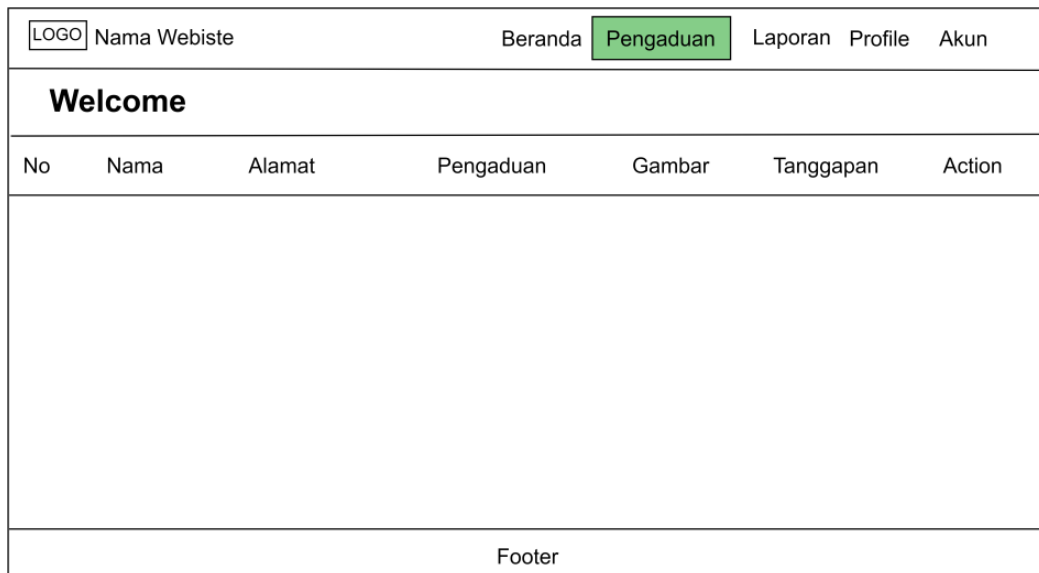 LOGO Nama Webiste Beranda Pengaduan Laporan Profile Akun
Welcome
No Nama Alamat Pengaduan Gambar Tanggapan Action
Footer